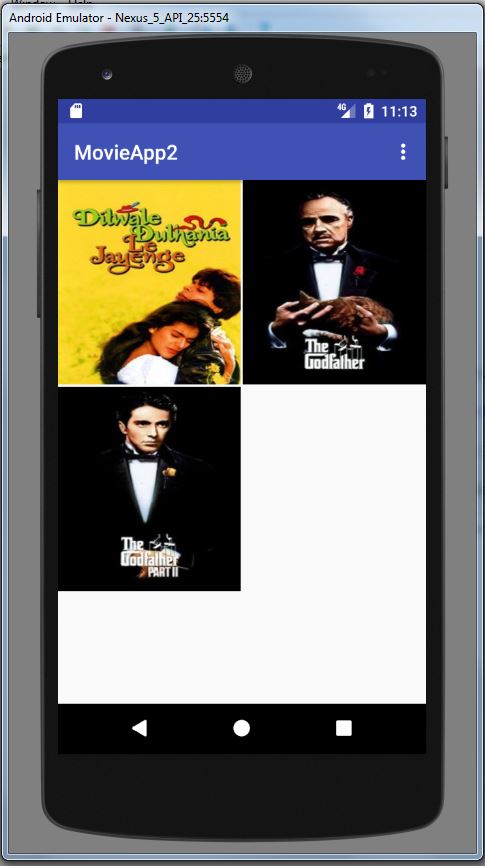 Android Emulator - Nexus_5_API_25:5554
4G
11:13
MovieApp2
Dilwale
Dulhania
Le
Jayenge
The
Godfather
The
Godfather
PART II